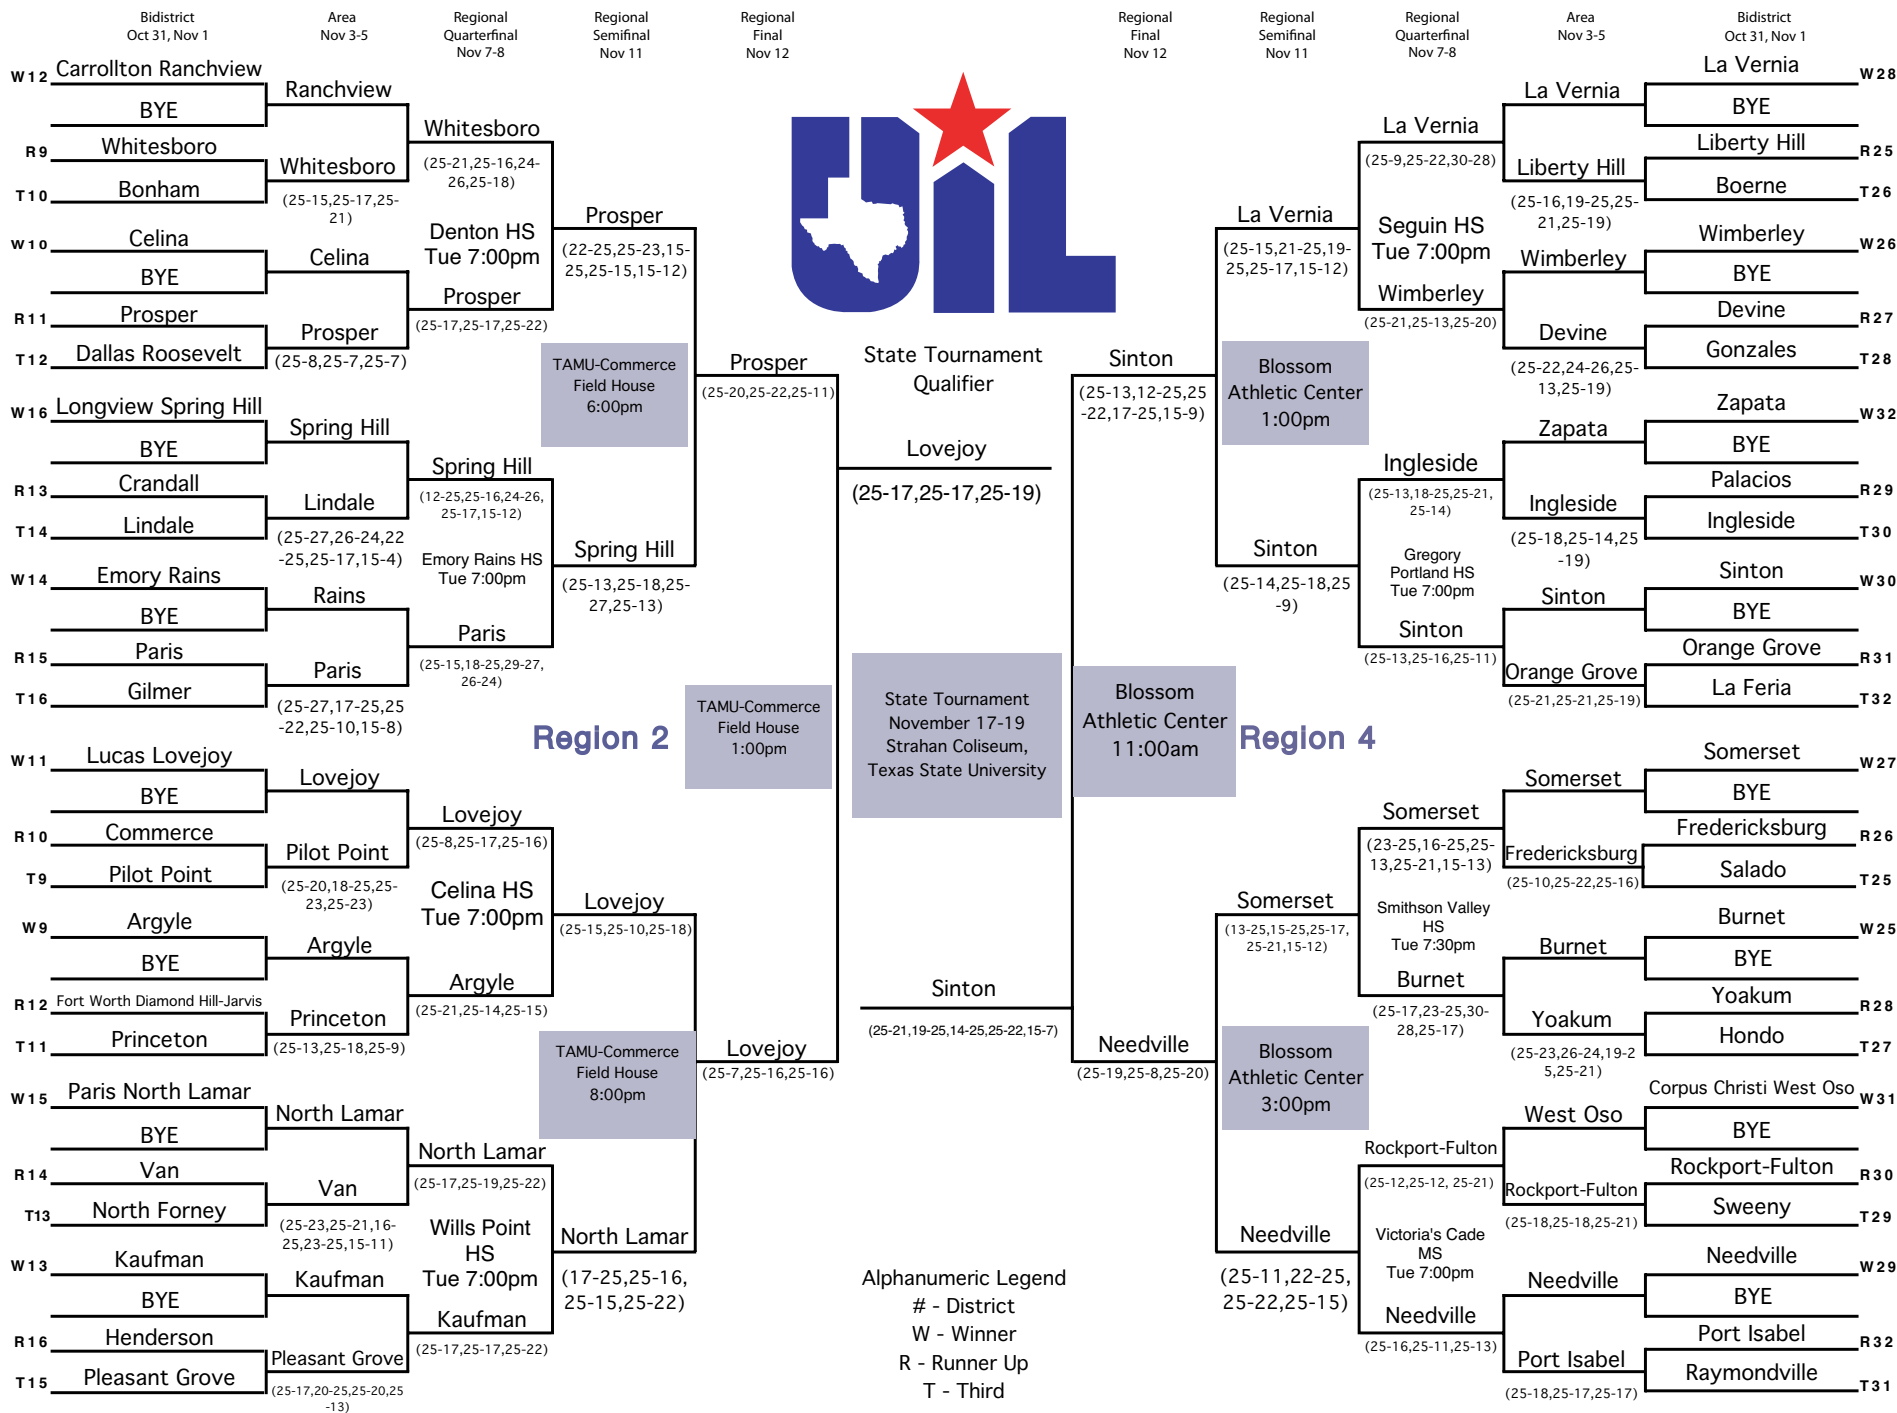 Bidistrict
Oct 31, Nov 1
Area
Nov 3-5
Regional
Quarterfinal
Nov 7-8
Regional
Semifinal
Nov 11
Regional
Final
Nov 12
Regional
Final
Nov 12
Regional
Semifinal
Nov 11
Regional
Quarterfinal
Nov 7-8
Area
Nov 3-5
Bidistrict
Oct 31, Nov 1
W12 Carrollton Ranchview
BYE
R9 Whitesboro
T10 Bonham
W10 Celina
BYE
R11 Prosper
T12 Dallas Roosevelt
W16 Longview Spring Hill
BYE
R13 Crandall
T14 Lindale
W14 Emory Rains
BYE
R15 Paris
T16 Gilmer
W11 Lucas Lovejoy
BYE
R10 Commerce
T9 Pilot Point
W9 Argyle
BYE
R12 Fort Worth Diamond Hill-Jarvis
T11 Princeton
W15 Paris North Lamar
BYE
R14 Van
T13 North Forney
W13 Kaufman
BYE
R16 Henderson
T15 Pleasant Grove
Ranchview
Whitesboro
(25-15,25-17,25-
21)
Celina
Prosper
(25-8,25-7,25-7)
Spring Hill
Lindale
(25-27,26-24,22
-25,25-17,15-4)
Rains
Paris
(25-27,17-25,25
-22,25-10,15-8)
Lovejoy
Pilot Point
(25-20,18-25,25-
23,25-23)
Argyle
Princeton
(25-13,25-18,25-9)
North Lamar
Van
(25-23,25-21,16-
25,23-25,15-11)
Kaufman
Pleasant Grove
(25-17,20-25,25-20,25
-13)
Whitesboro
(25-21,25-16,24-
26,25-18)
Denton HS
Tue 7:00pm
Prosper
(25-17,25-17,25-22)
Spring Hill
(12-25,25-16,24-26,
25-17,15-12)
Emory Rains HS
Tue 7:00pm
Paris
(25-15,18-25,29-27,
26-24)
Lovejoy
(25-8,25-17,25-16)
Celina HS
Tue 7:00pm
Argyle
(25-21,25-14,25-15)
North Lamar
(25-17,25-19,25-22)
Wills Point
HS
Tue 7:00pm
Kaufman
(25-17,25-17,25-22)
Prosper
(22-25,25-23,15-
25,25-15,15-12)
TAMU-Commerce
Field House
6:00pm
Spring Hill
(25-13,25-18,25-
27,25-13)
Region 2
Lovejoy
(25-15,25-10,25-18)
TAMU-Commerce
Field House
8:00pm
North Lamar
(17-25,25-16,
25-15,25-22)
Prosper
(25-20,25-22,25-11)
TAMU-Commerce
Field House
1:00pm
Lovejoy
(25-7,25-16,25-16)
UIL
State Tournament
Qualifier
Lovejoy
(25-17,25-17,25-19)
State Tournament
November 17-19
Strahan Coliseum,
Texas State University
Sinton
(25-21,19-25,14-25,25-22,15-7)
Alphanumeric Legend
# - District
W - Winner
R - Runner Up
T - Third
Sinton
(25-13,12-25,25
-22,17-25,15-9)
Blossom
Athletic Center
11:00am
Needville
(25-19,25-8,25-20)
La Vernia
(25-15,21-25,19-
25,25-17,15-12)
Blossom
Athletic Center
1:00pm
Sinton
(25-14,25-18,25
-9)
Region 4
Somerset
(13-25,15-25,25-17,
25-21,15-12)
Blossom
Athletic Center
3:00pm
Needville
(25-11,22-25,
25-22,25-15)
La Vernia
(25-9,25-22,30-28)
Seguin HS
Tue 7:00pm
Wimberley
(25-21,25-13,25-20)
Ingleside
(25-13,18-25,25-21,
25-14)
Gregory
Portland HS
Tue 7:00pm
Sinton
(25-13,25-16,25-11)
Somerset
(23-25,16-25,25-
13,25-21,15-13)
Smithson Valley
HS
Tue 7:30pm
Burnet
(25-17,23-25,30-
28,25-17)
Rockport-Fulton
(25-12,25-12, 25-21)
Victoria's Cade
MS
Tue 7:00pm
Needville
(25-16,25-11,25-13)
La Vernia
Liberty Hill
(25-16,19-25,25-
21,25-19)
Wimberley
Devine
(25-22,24-26,25-
13,25-19)
Zapata
Ingleside
(25-18,25-14,25
-19)
Sinton
Orange Grove
(25-21,25-21,25-19)
Somerset
Fredericksburg
(25-10,25-22,25-16)
Burnet
Yoakum
(25-23,26-24,19-2
5,25-21)
West Oso
Rockport-Fulton
(25-18,25-18,25-21)
Needville
Port Isabel
(25-18,25-17,25-17)
La Vernia W28
BYE
Liberty Hill R25
Boerne T26
Wimberley W26
BYE
Devine R27
Gonzales T28
Zapata W32
BYE
Palacios R29
Ingleside T30
Sinton W30
BYE
Orange Grove R31
La Feria T32
Somerset W27
BYE
Fredericksburg R26
Salado T25
Burnet W25
BYE
Yoakum R28
Hondo T27
Corpus Christi West Oso W31
BYE
Rockport-Fulton R30
Sweeny T29
Needville W29
BYE
Port Isabel R32
Raymondville T31